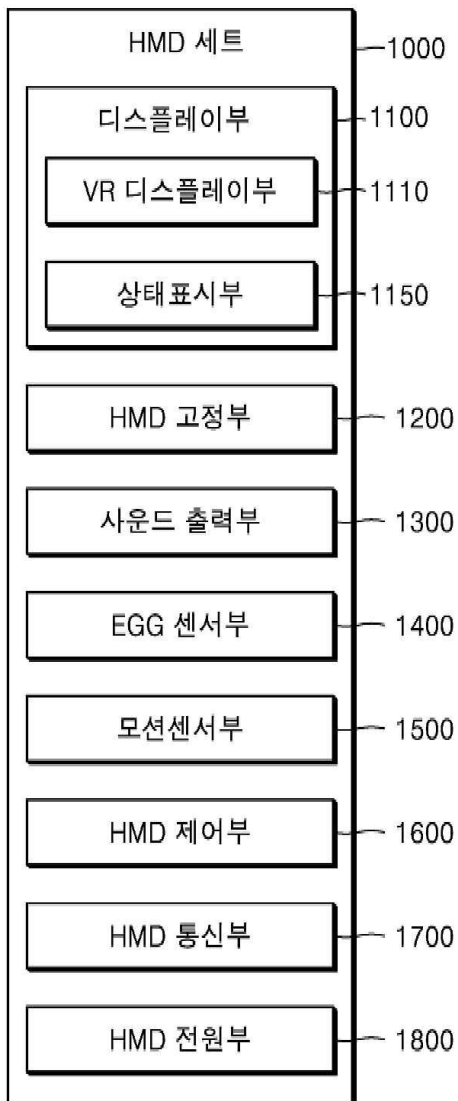 HMD 세트 1000
디스플레이부 1100
VR 디스플레이부 1110
상태표시부 1150
HMD 고정부 1200
사운드 출력부 1300
EGG 센서부 1400
모션센서부 1500
HMD 제어부 1600
HMD 통신부 1700
HMD 전원부 1800